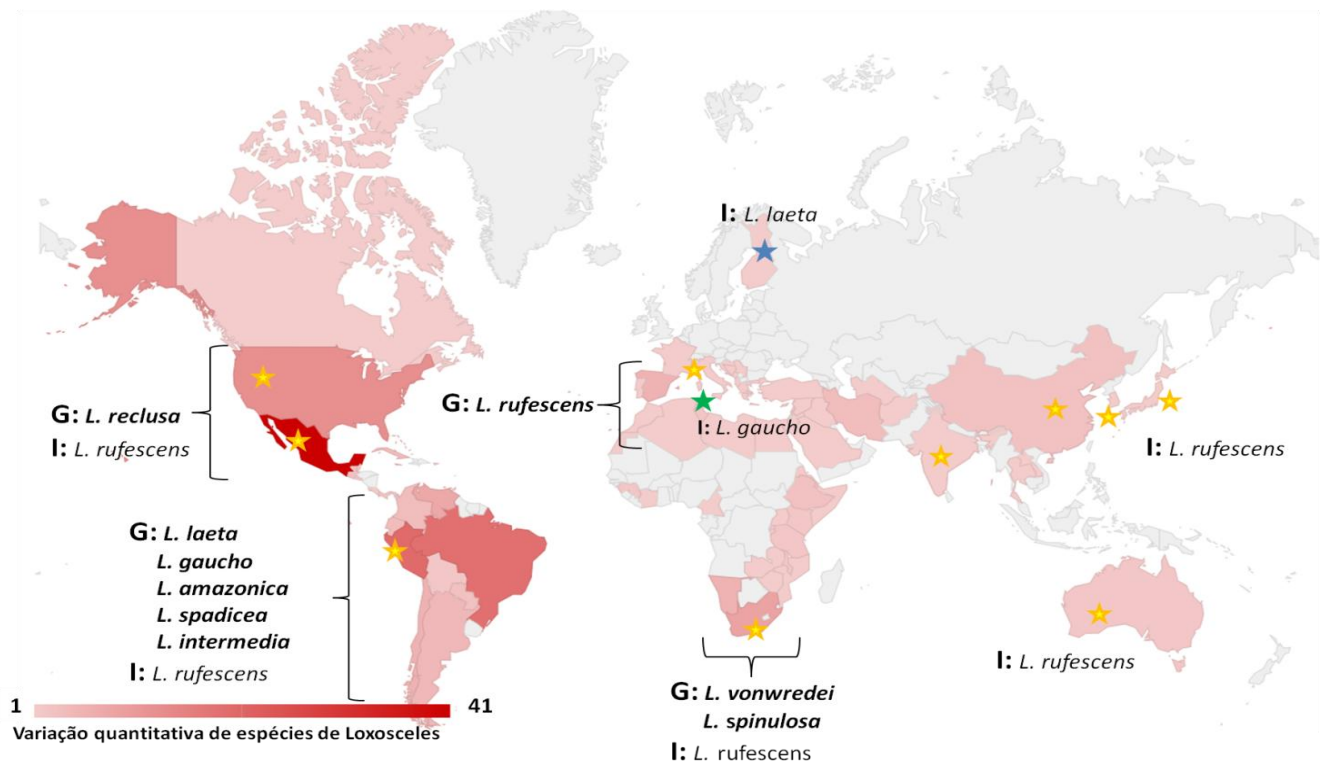 I: L. laeta
G: L. reclusa
I: L. rufescens
G: L. rufescens
I: L. gaucho
I: L. rufescens
G: L. laeta
L. gaucho
L. amazonica
L. spadicea
L. intermedia
I: L. rufescens
I: L. rufescens
G: L. vonwredei
L. spinulosa
I: L. rufescens
1 41
Variação quantitativa de espécies de Loxosceles